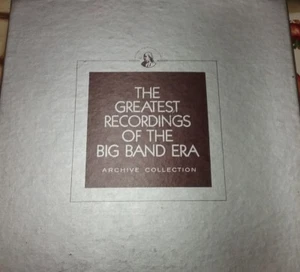 THE
GREATEST
RECORDINGS
OF THE
BIG BAND ERA
ARCHIVE COLLECTION